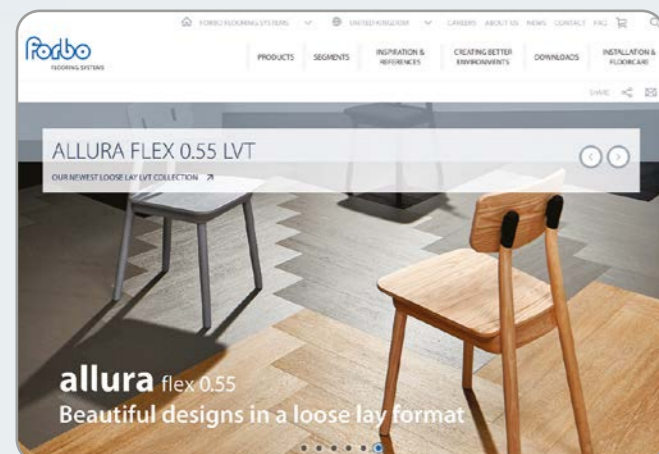 FORBO FLOORING SYSTEMS
UNITED KINGDOM
CAREERS ABOUT US NEWS CONTACT FAQ
Forbo
FLOORING SYSTEMS
PRODUCTS
SEGMENTS
INSPIRATION &
REFERENCES
CREATING BETTER
ENVIRONMENTS
DOWNLOADS
INSTALLATION &
FLOORCARE
SHARE
ALLURA FLEX 0.55 LVT
OUR NEWEST LOOSE LAY LVT COLLECTION
allura flex 0.55
Beautiful designs in a loose lay format